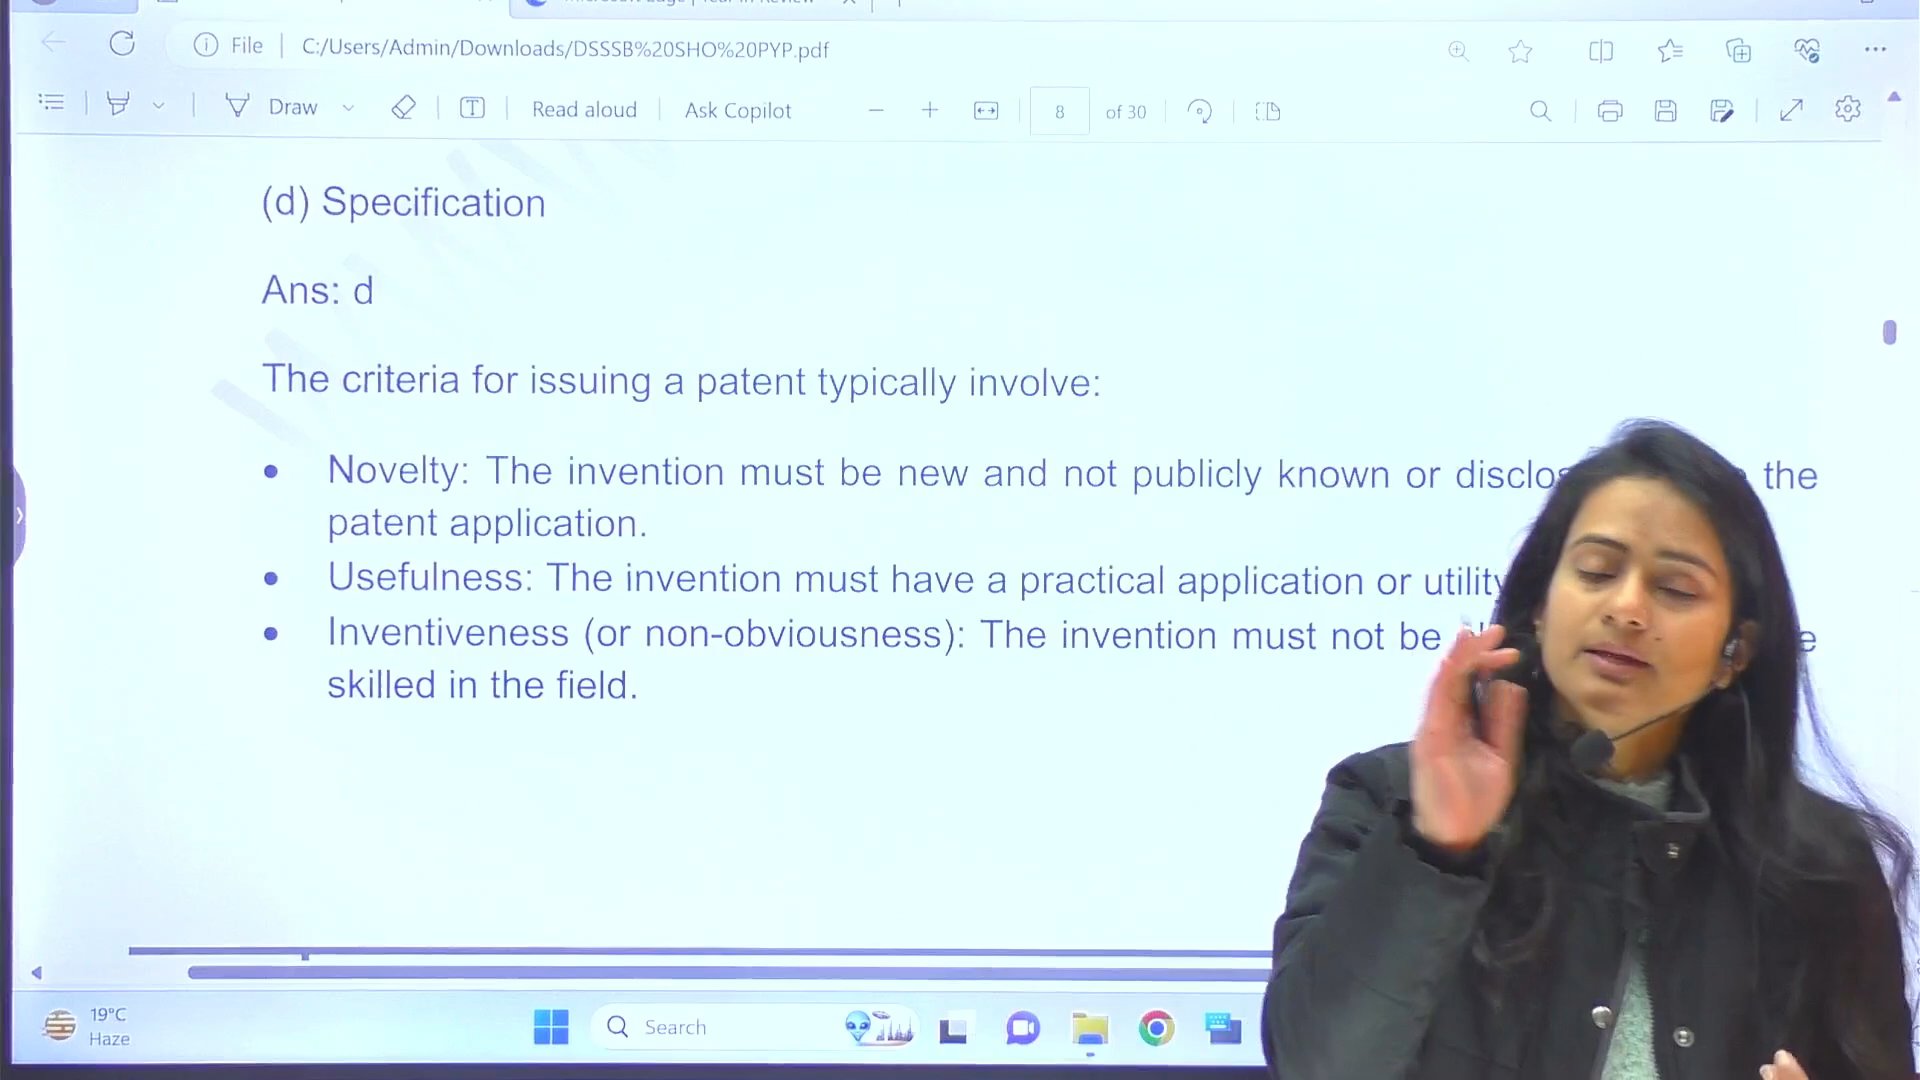 File
C:/Users/Admin/Downloads/DSSSB%20SHO%20PYP.pdf
Draw
Read aloud
Ask Copilot
8
of 30
(d) Specification
Ans: d
The criteria for issuing a patent typically involve:
• Novelty: The invention must be new and not publicly known or the
patent application.
• Usefulness: The invention must have a practical application or utility
• Inventiveness (or non-obviousness): The invention must not be
skilled in the field.
19°C
Haze
Search